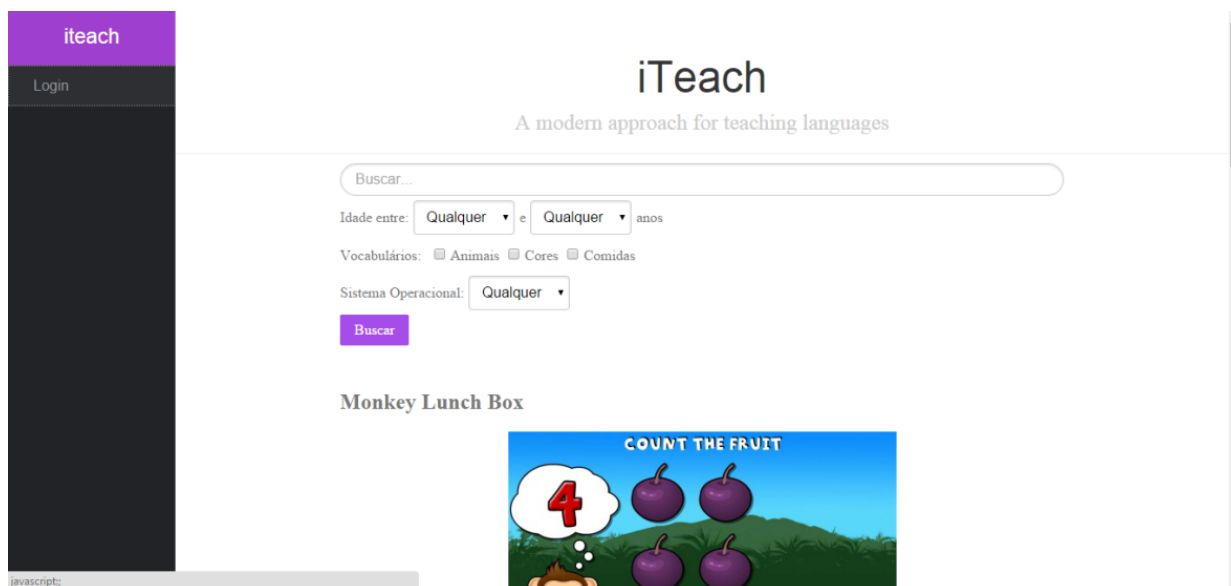 iteach
Login
iTeach
A modern approach for teaching languages
Buscar...
Idade entre: Qualquer e Qualquer anos
Vocabulários: Animais Cores Comidas
Sistema Operacional: Qualquer
Buscar
Monkey Lunch Box
COUNT THE FRUIT
4
javascript:;